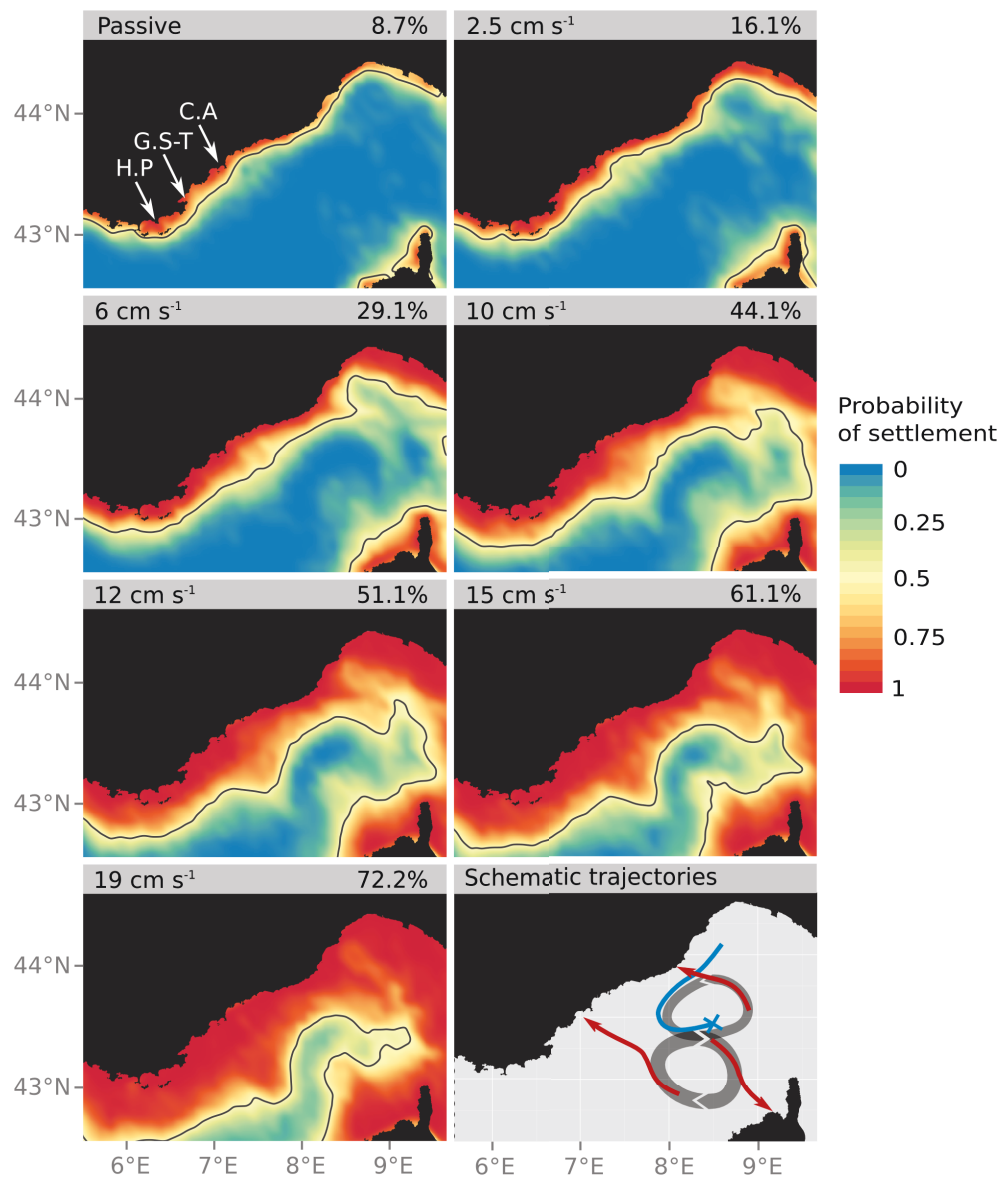 Passive 8.7%
2.5 cm s⁻¹ 16.1%
44°N
C.A
G.S-T
H.P
43°N
6 cm s⁻¹ 29.1%
10 cm s⁻¹ 44.1%
44°N
43°N
Probability
of settlement
0
0.25
0.5
0.75
1
12 cm s⁻¹ 51.1%
15 cm s⁻¹ 61.1%
44°N
43°N
19 cm s⁻¹ 72.2%
Schematic trajectories
44°N
43°N
6°E 7°E 8°E 9°E
6°E 7°E 8°E 9°E